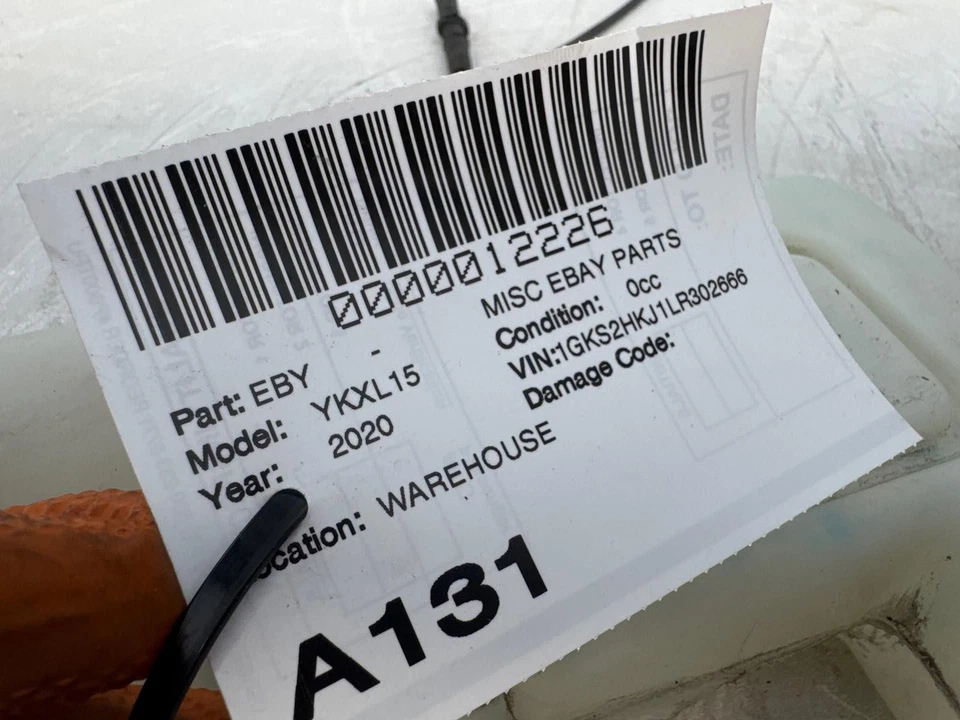 0000012226
MISC EBAY PARTS
Part: EBY -
Condition: 0cc
Model: YKXL15
VIN:1GKS2HKJ1LR302666
Year: 2020
Damage Code:
ocation: WAREHOUSE
A131
DATE: